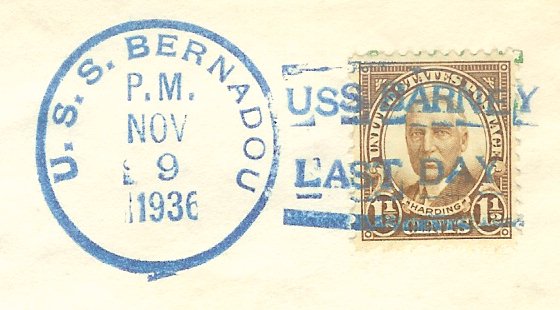 U.S.S. BERNADOU
P.M.
NOV
9
1936
USS BARNEY
LAST DAY
UNITED STATES POSTAGE
HARDING
1½ 1½
CENTS